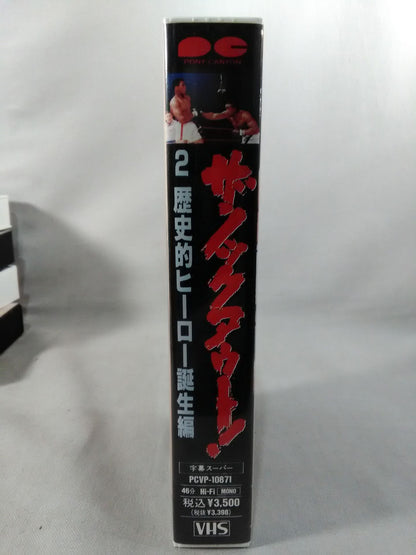 PC
PONY CANYON
ザ・ノックアウト!
2 歴史的ヒーロー誕生編
字幕スーパー
PCVP-10871
46分 Hi-Fi MONO
税込¥3,500
(税抜¥3,398)
VHS